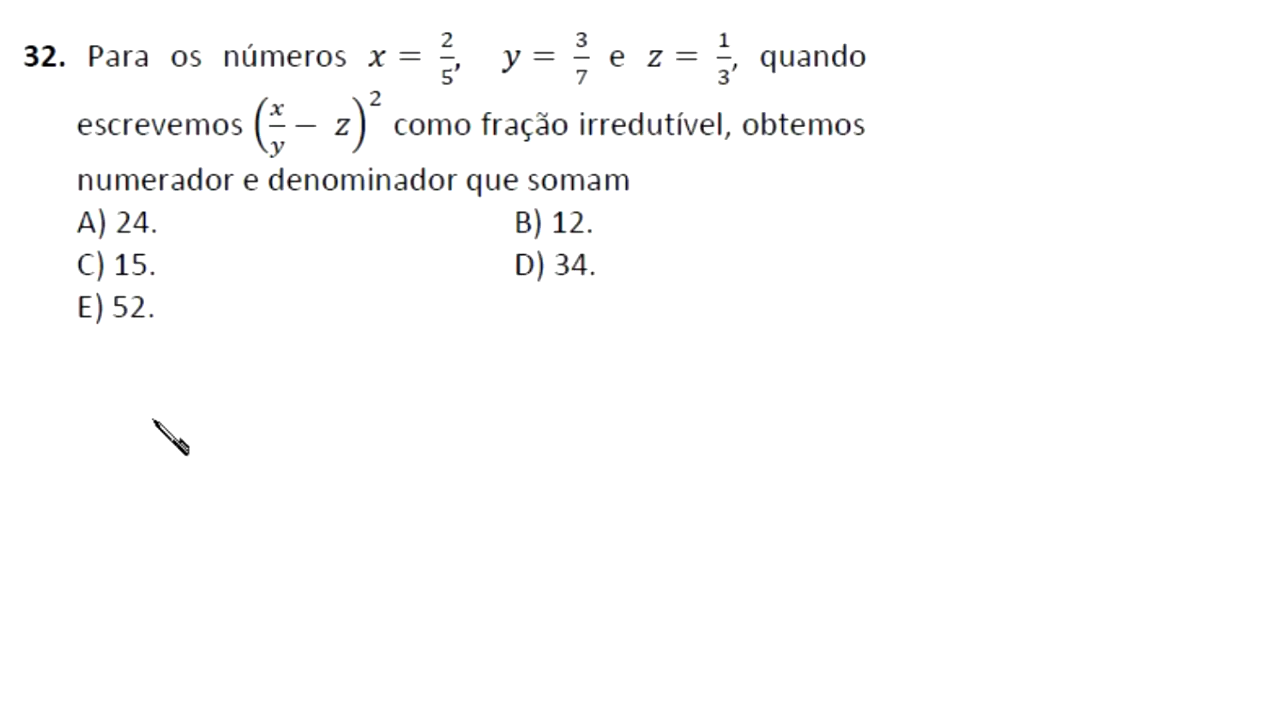 32. Para os números x = 2/5, y = 3/7 e z = 1/3, quando
escrevemos (x/y − z)² como fração irredutível, obtemos
numerador e denominador que somam
A) 24. B) 12.
C) 15. D) 34.
E) 52.